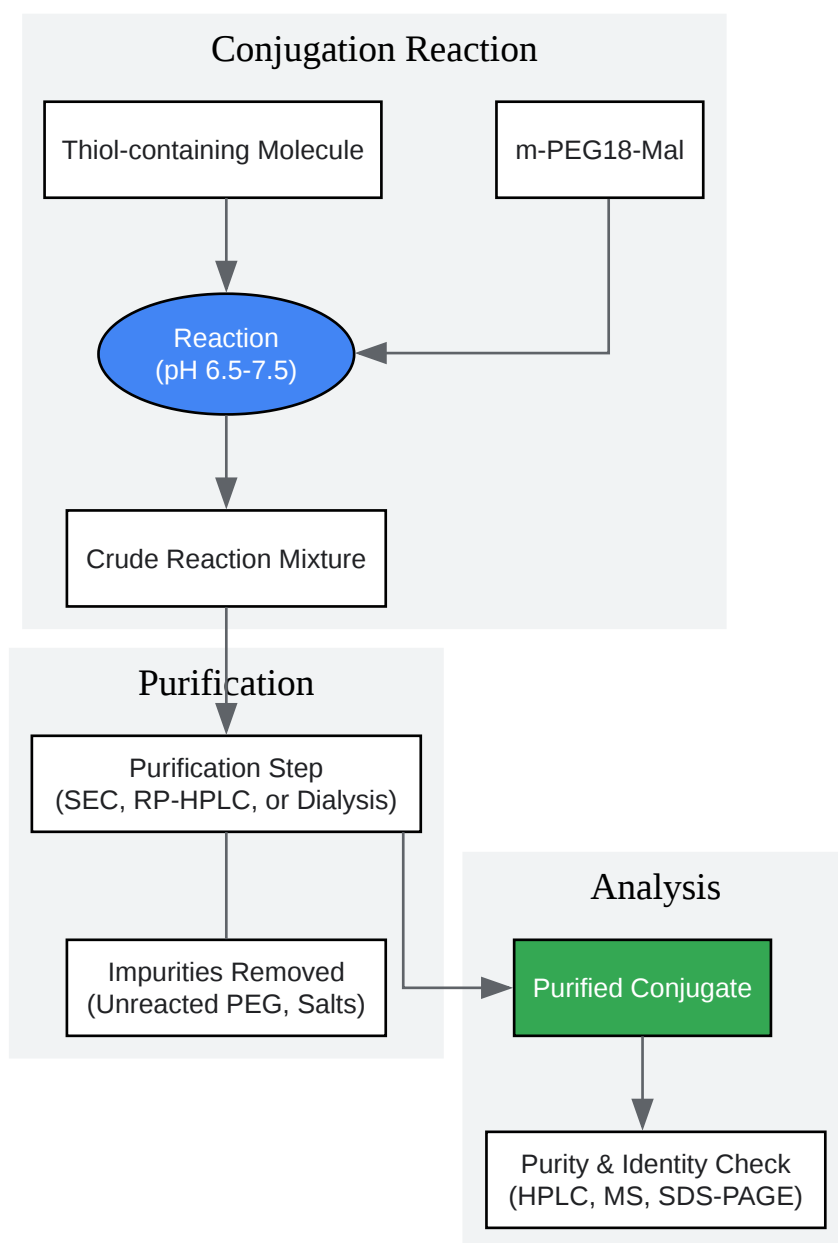 Conjugation Reaction
Thiol-containing Molecule
m-PEG18-Mal
Reaction
(pH 6.5-7.5)
Crude Reaction Mixture
Purification
Purification Step
(SEC, RP-HPLC, or Dialysis)
Analysis
Impurities Removed
(Unreacted PEG, Salts)
Purified Conjugate
Purity & Identity Check
(HPLC, MS, SDS-PAGE)